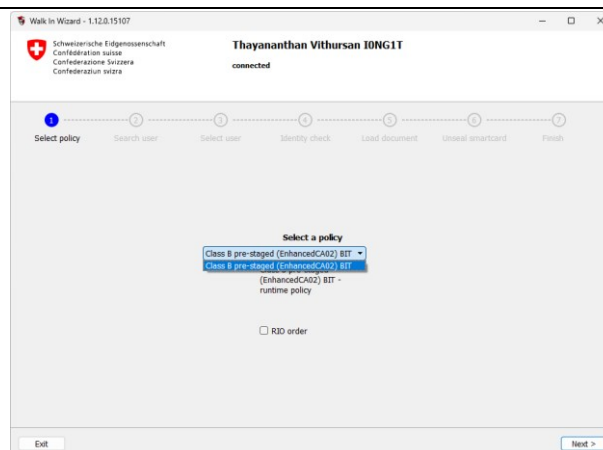 Walk In Wizard - 1.12.0.15107
Schweizerische Eidgenossenschaft
Confédération suisse
Confederazione Svizzera
Confederaziun svizra
Thayananthan Vithursan I0NG1T
connected
1 2 3 4 5 6 7
Select policy Search user Select user Identity check Load document Unseal smartcard Finish
Select a policy
Class B pre-staged (EnhancedCA02) BIT
Class B pre-staged (EnhancedCA02) BIT
(EnhancedCA02) BIT -
runtime policy
RIO order
Exit Next >